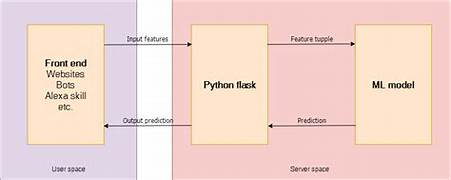 Front end
Websites
Bots
Alexa skill
etc.
Input features
Output prediction
Python flask
Feature tupple
Prediction
ML model
User space
Server space